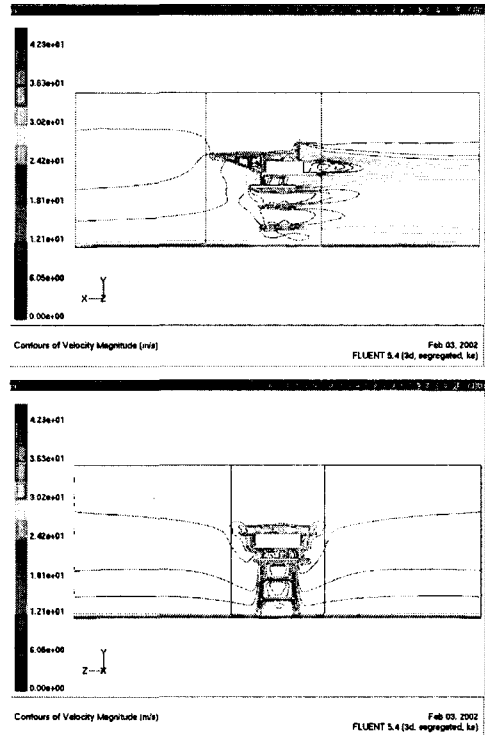 4.23e+01
3.63e+01
3.02e+01
2.42e+01
1.81e+01
1.21e+01
6.05e+00
0.00e+00
Y
X Z
Contours of Velocity Magnitude (m/s)
Feb 03, 2002
FLUENT 5.4 (3d, segregated, ke)
4.23e+01
3.63e+01
3.02e+01
2.42e+01
1.81e+01
1.21e+01
6.05e+00
0.00e+00
Y
Z X
Contours of Velocity Magnitude (m/s)
Feb 03, 2002
FLUENT 5.4 (3d, segregated, ke)